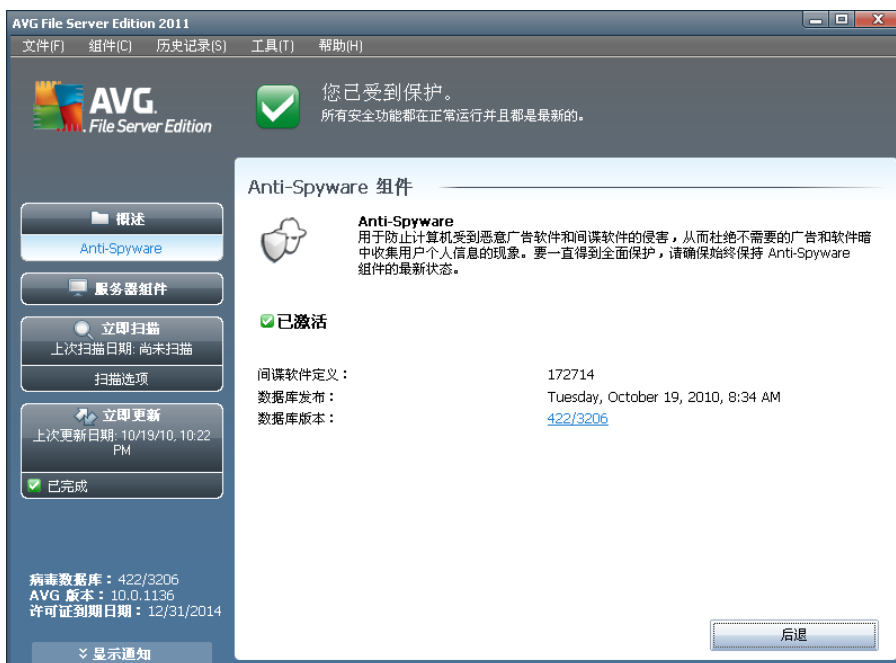 AVG File Server Edition 2011
文件(F) 组件(C) 历史记录(S) 工具(T) 帮助(H)
AVG.
File Server Edition
您已受到保护。
所有安全功能都在正常运行并且都是最新的。
概述
Anti-Spyware
服务器组件
立即扫描
上次扫描日期: 尚未扫描
扫描选项
立即更新
上次更新日期: 10/19/10, 10:22
PM
已完成
病毒数据库：422/3206
AVG 版本：10.0.1136
许可证到期日期：12/31/2014
显示通知
Anti-Spyware 组件
Anti-Spyware
用于防止计算机受到恶意广告软件和间谍软件的侵害，从而杜绝不需要的广告和软件暗
中收集用户个人信息的现象。要一直得到全面保护，请确保始终保持 Anti-Spyware
组件的最新状态。
已激活
间谍软件定义： 172714
数据库发布： Tuesday, October 19, 2010, 8:34 AM
数据库版本： 422/3206
后退